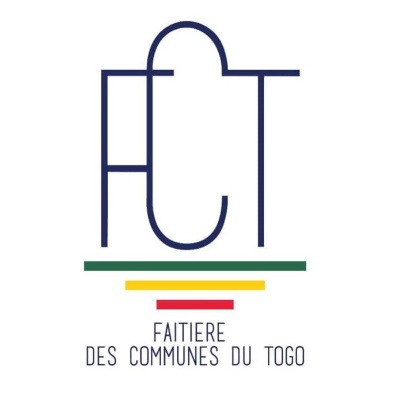 FCT
FAITIERE
DES COMMUNES DU TOGO